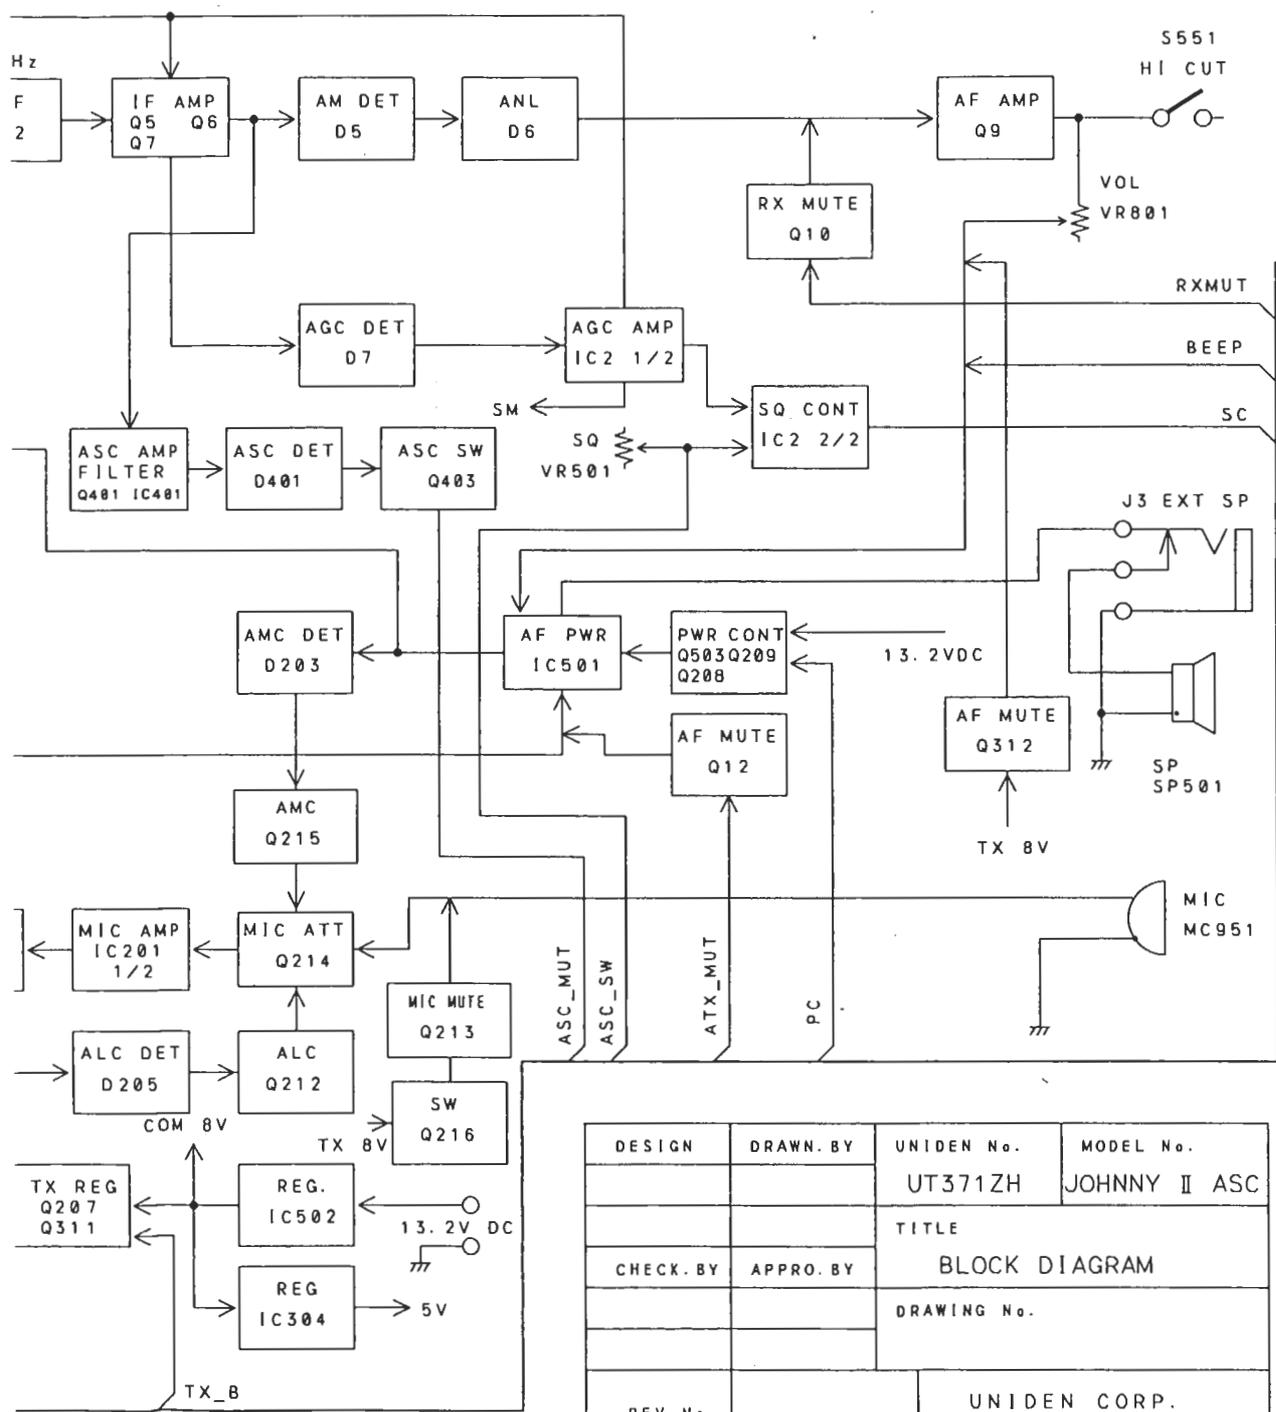 S551
HI CUT
Hz
F
2
IF AMP
Q5 Q6
Q7
AM DET
D5
ANL
D6
AF AMP
Q9
VOL
VR801
RX MUTE
Q10
RXMUT
AGC DET
D7
AGC AMP
IC2 1/2
BEEP
SM
SQ CONT
IC2 2/2
SC
SQ
VR501
ASC AMP
FILTER
Q401 IC401
ASC DET
D401
ASC SW
Q403
J3 EXT SP
AMC DET
D203
AF PWR
IC501
PWR CONT
Q503Q209
Q208
13.2VDC
AF MUTE
Q12
AF MUTE
Q312
SP
SP501
AMC
Q215
TX 8V
MIC
MC951
MIC AMP
IC201
1/2
MIC ATT
Q214
MIC MUTE
Q213
ASC_MUT
ASC_SW
ATX_MUT
PC
ALC DET
D205
ALC
Q212
COM 8V
SW
Q216
TX 8V
TX REG
Q207
Q311
REG.
IC502
13.2V DC
REG
IC304
5V
TX_B
DESIGN
DRAWN.BY
UNIDEN No.
MODEL No.
UT371ZH
JOHNNY II ASC
TITLE
BLOCK DIAGRAM
CHECK.BY
APPRO.BY
DRAWING No.
REV No
UNIDEN CORP.